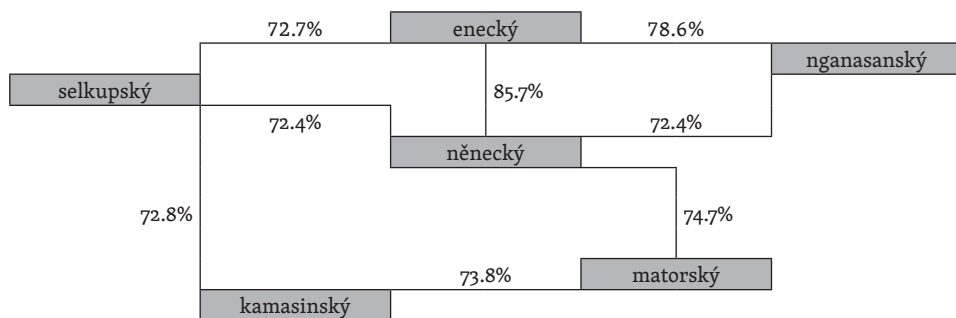 72.7% enecký 78.6%
nganasanský
selkupský
85.7%
72.4% 72.4%
něnecký
72.8% 74.7%
matorský
73.8%
kamasinský